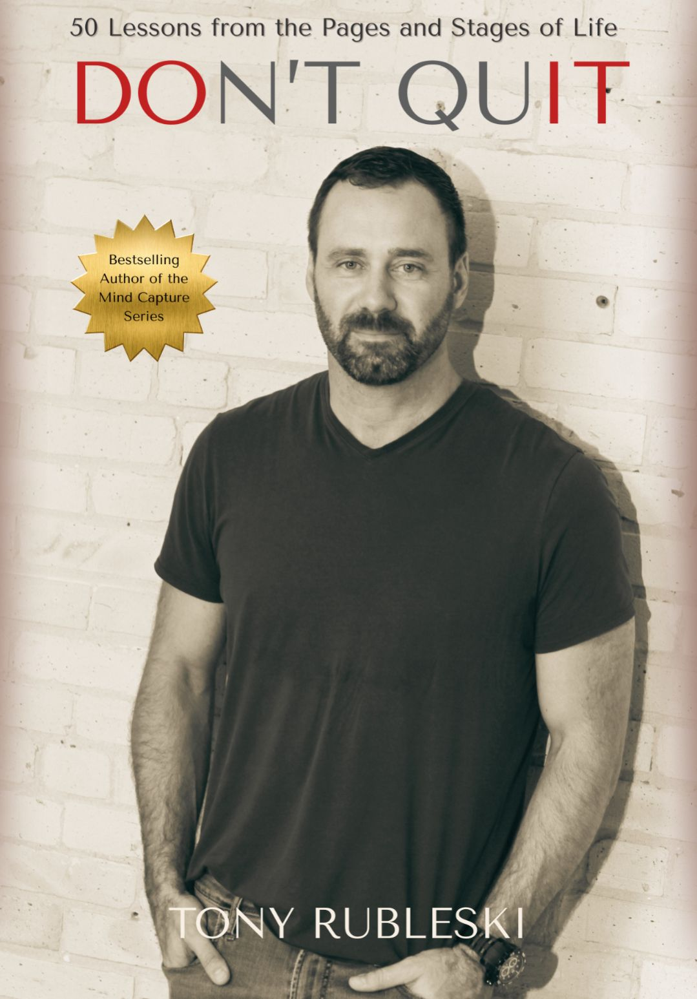 50 Lessons from the Pages and Stages of Life
DON'T QUIT
Bestselling
Author of the
Mind Capture
Series
TONY RUBLESKI